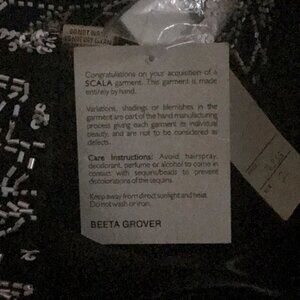 DO NOT WASH
Congratulations on your acquisition of a
SCALA garment. This garment is made
entirely by hand.
Variations, shadings or blemishes in the
garment are part of the hand manufacturing
process giving each garment its individual
beauty, and are not to be considered as
defects.
Care Instructions: Avoid hairspray,
deodorant, perfume or alcohol to come in
contact with sequins/beads to prevent
discolorations of the sequins.
Keep away from direct sunlight and heat.
Do not wash or iron.
BEETA GROVER